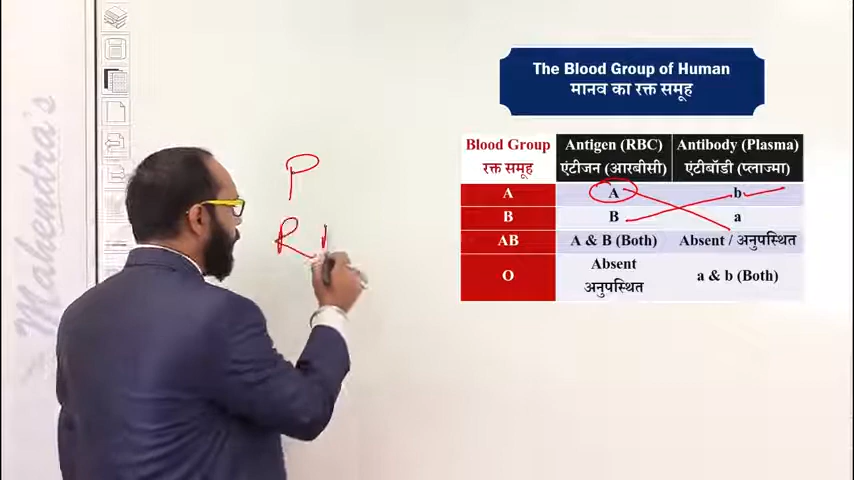 Mahendra's
P
R
The Blood Group of Human
मानव का रक्त समूह
Blood Group Antigen (RBC) Antibody (Plasma)
रक्त समूह एंटीजन (आरबीसी) एंटीबॉडी (प्लाज्मा)
A A b
B B a
AB A & B (Both) Absent / अनुपस्थित
O Absent a & b (Both)
अनुपस्थित